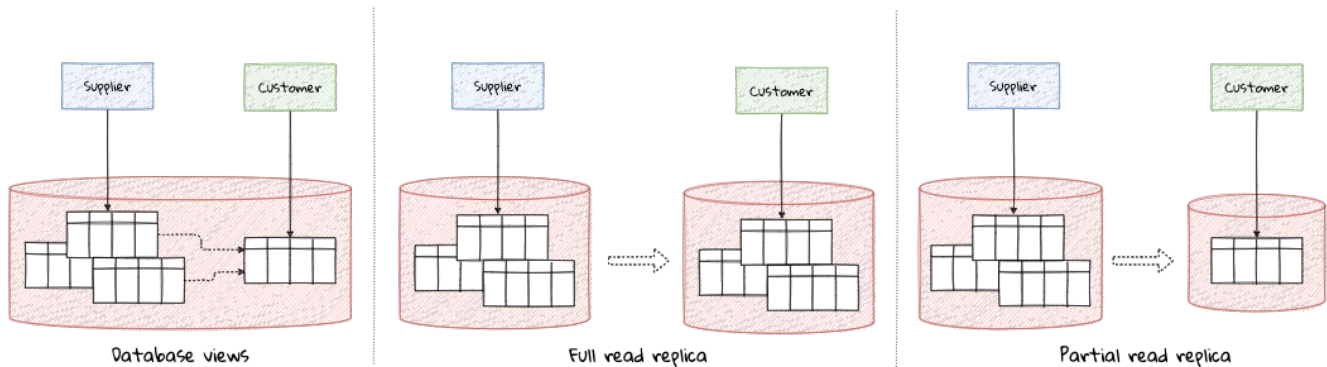 Supplier
Customer
Database views
Supplier
Customer
Full read replica
Supplier
Customer
Partial read replica